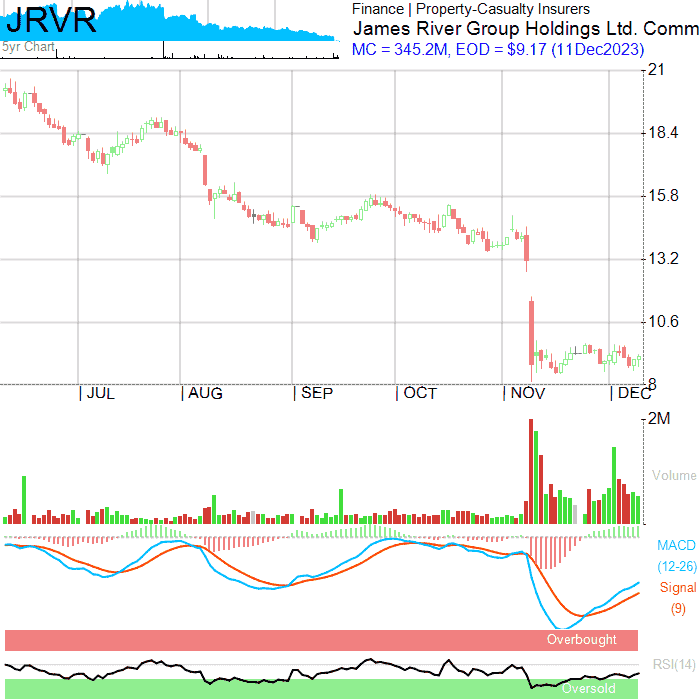 JRVR
5yr Chart
Finance | Property-Casualty Insurers
James River Group Holdings Ltd. Comm
MC = 345.2M, EOD = $9.17 (11Dec2023)
21
18.4
15.8
13.2
10.6
8
JUL AUG SEP OCT NOV DEC
2M
Volume
MACD
(12-26)
Signal
(9)
Overbought
RSI(14)
Oversold